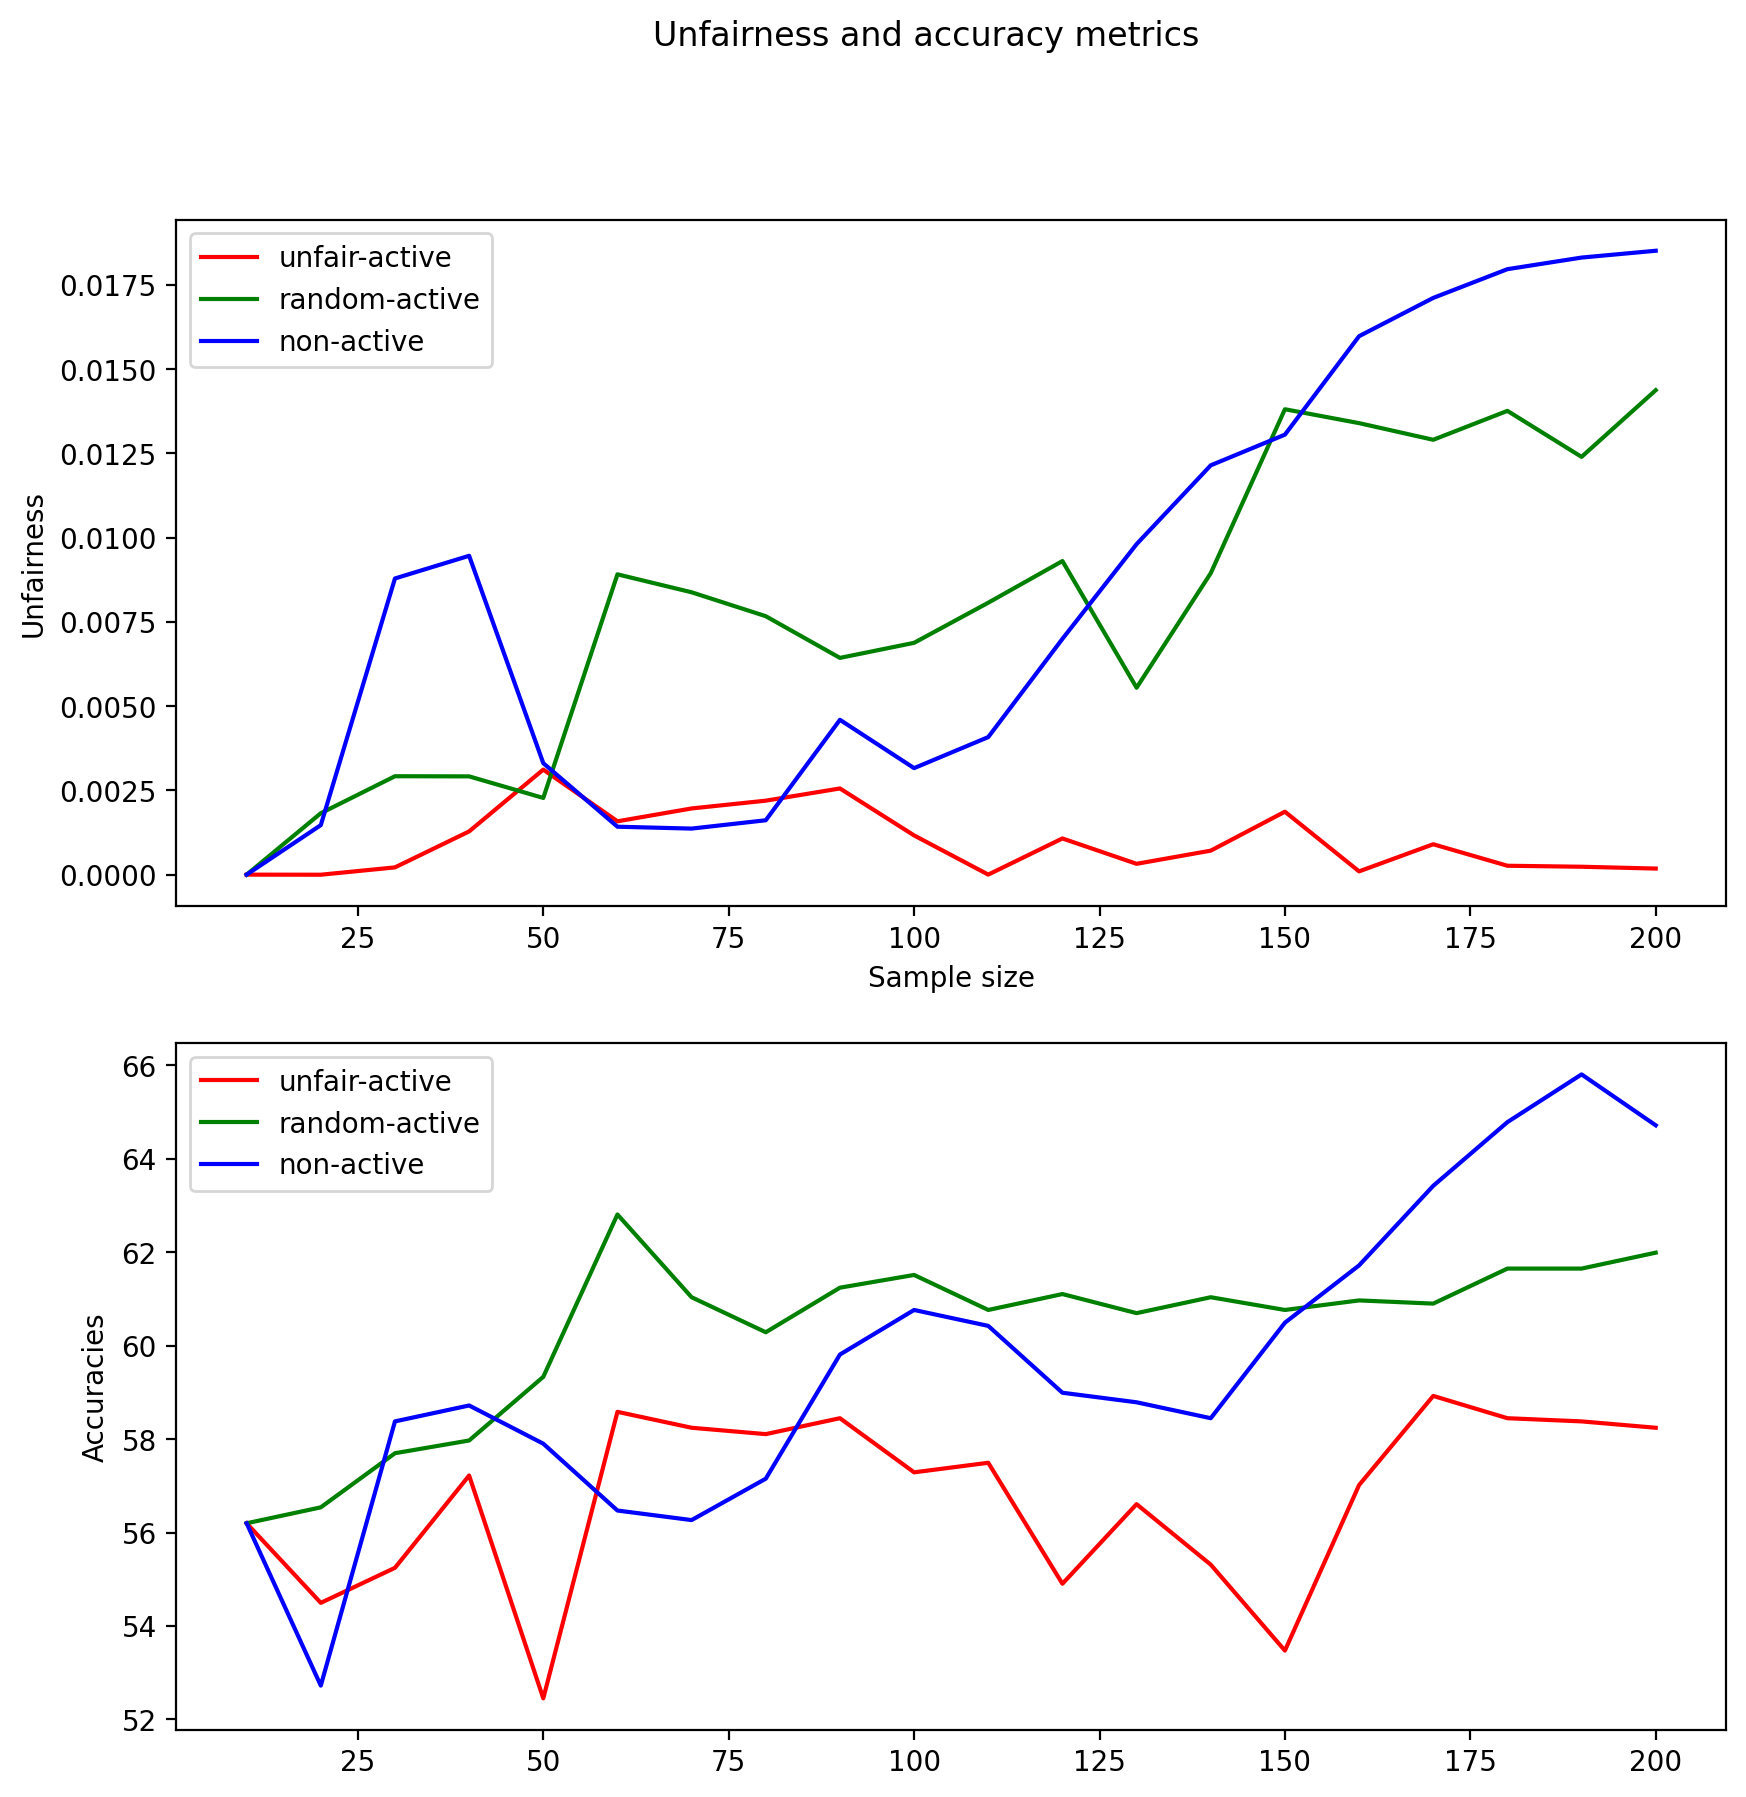 Unfairness and accuracy metrics
unfair-active
random-active
non-active
0.0175
0.0150
0.0125
0.0100
0.0075
0.0050
0.0025
0.0000
Unfairness
25 50 75 100 125 150 175 200
Sample size
unfair-active
random-active
non-active
66
64
62
60
58
56
54
52
Accuracies
25 50 75 100 125 150 175 200